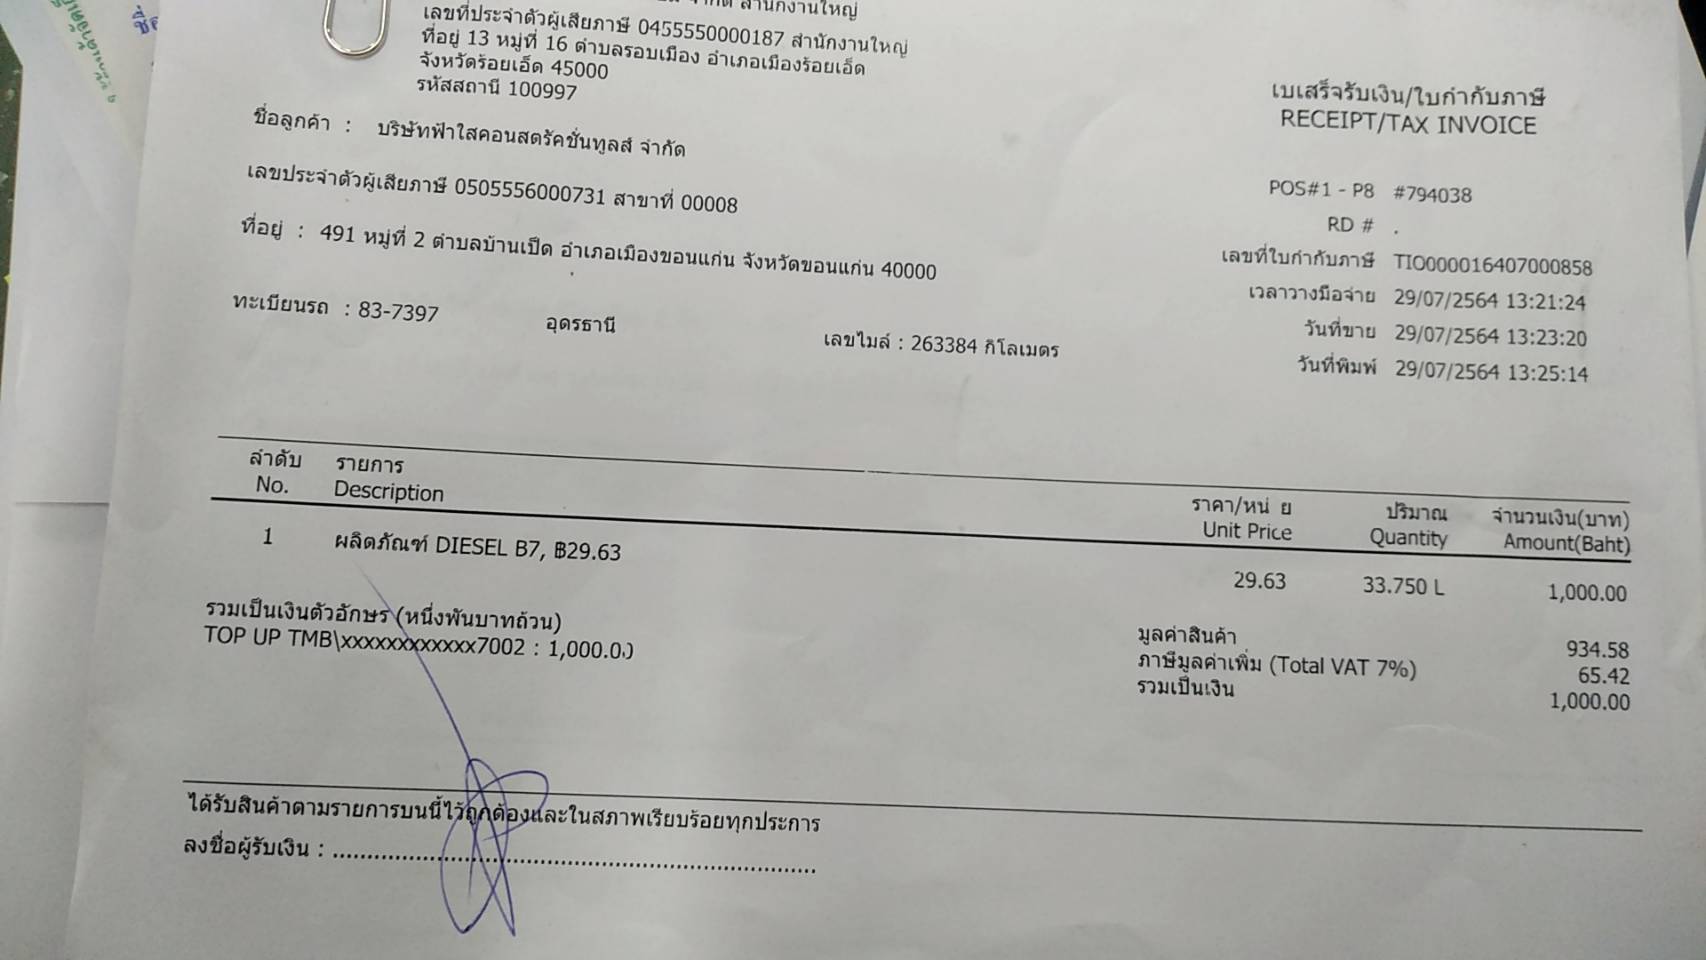 จำกัด สำนักงานใหญ่
เลขที่ประจำตัวผู้เสียภาษี 0455550000187 สำนักงานใหญ่
ที่อยู่ 13 หมู่ที่ 16 ตำบลรอบเมือง อำเภอเมืองร้อยเอ็ด
จังหวัดร้อยเอ็ด 45000
รหัสสถานี 100997
เบเสร็จรับเงิน/ใบกำกับภาษี
RECEIPT/TAX INVOICE
ชื่อลูกค้า : บริษัทฟ้าใสคอนสตรัคชั่นทูลส์ จำกัด
เลขประจำตัวผู้เสียภาษี 0505556000731 สาขาที่ 00008
ที่อยู่ : 491 หมู่ที่ 2 ตำบลบ้านเป็ด อำเภอเมืองขอนแก่น จังหวัดขอนแก่น 40000
ทะเบียนรถ : 83-7397 อุดรธานี เลขไมล์ : 263384 กิโลเมตร
POS#1 - P8 #794038
RD # .
เลขที่ใบกำกับภาษี TIO000016407000858
เวลาวางมือจ่าย 29/07/2564 13:21:24
วันที่ขาย 29/07/2564 13:23:20
วันที่พิมพ์ 29/07/2564 13:25:14
ลำดับ รายการ ราคา/หน่ ย ปริมาณ จำนวนเงิน(บาท)
No. Description Unit Price Quantity Amount(Baht)
1 ผลิตภัณฑ์ DIESEL B7, ฿29.63 29.63 33.750 L 1,000.00
รวมเป็นเงินตัวอักษร (หนึ่งพันบาทถ้วน)
TOP UP TMB\xxxxxxxxxxxx7002 : 1,000.00
มูลค่าสินค้า 934.58
ภาษีมูลค่าเพิ่ม (Total VAT 7%) 65.42
รวมเป็นเงิน 1,000.00
ได้รับสินค้าตามรายการบนนี้ไว้ถูกต้องและในสภาพเรียบร้อยทุกประการ
ลงชื่อผู้รับเงิน : ........................................................................